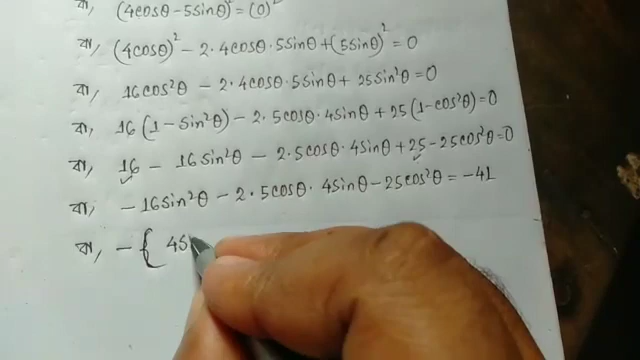 বা, (4cosθ - 5sinθ)² = (0)²
বা, (4cosθ)² - 2·4cosθ·5sinθ + (5sinθ)² = 0
বা, 16cos²θ - 2·4cosθ·5sinθ + 25sin²θ = 0
বা, 16(1 - sin²θ) - 2·5cosθ·4sinθ + 25(1 - cos²θ) = 0
বা, 16 - 16sin²θ - 2·5cosθ·4sinθ + 25 - 25cos²θ = 0
বা, - 16sin²θ - 2·5cosθ·4sinθ - 25cos²θ = -41
বা, - { 4s